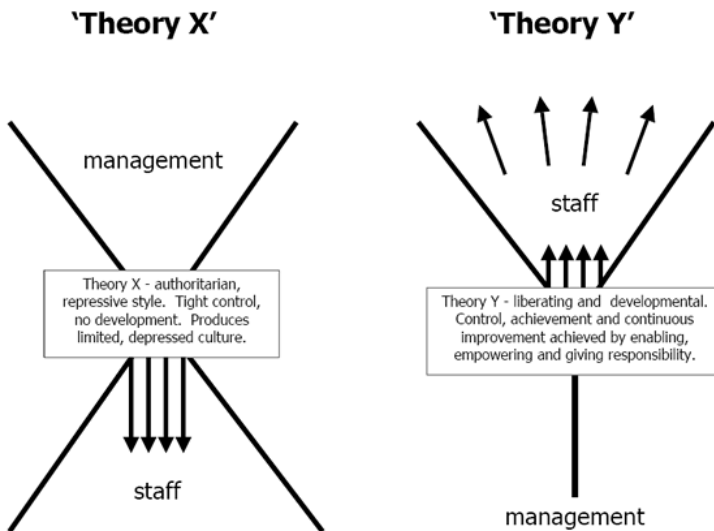 ‘Theory X’
management
Theory X - authoritarian,
repressive style. Tight control,
no development. Produces
limited, depressed culture.
staff
‘Theory Y’
staff
Theory Y - liberating and developmental.
Control, achievement and continuous
improvement achieved by enabling,
empowering and giving responsibility.
management